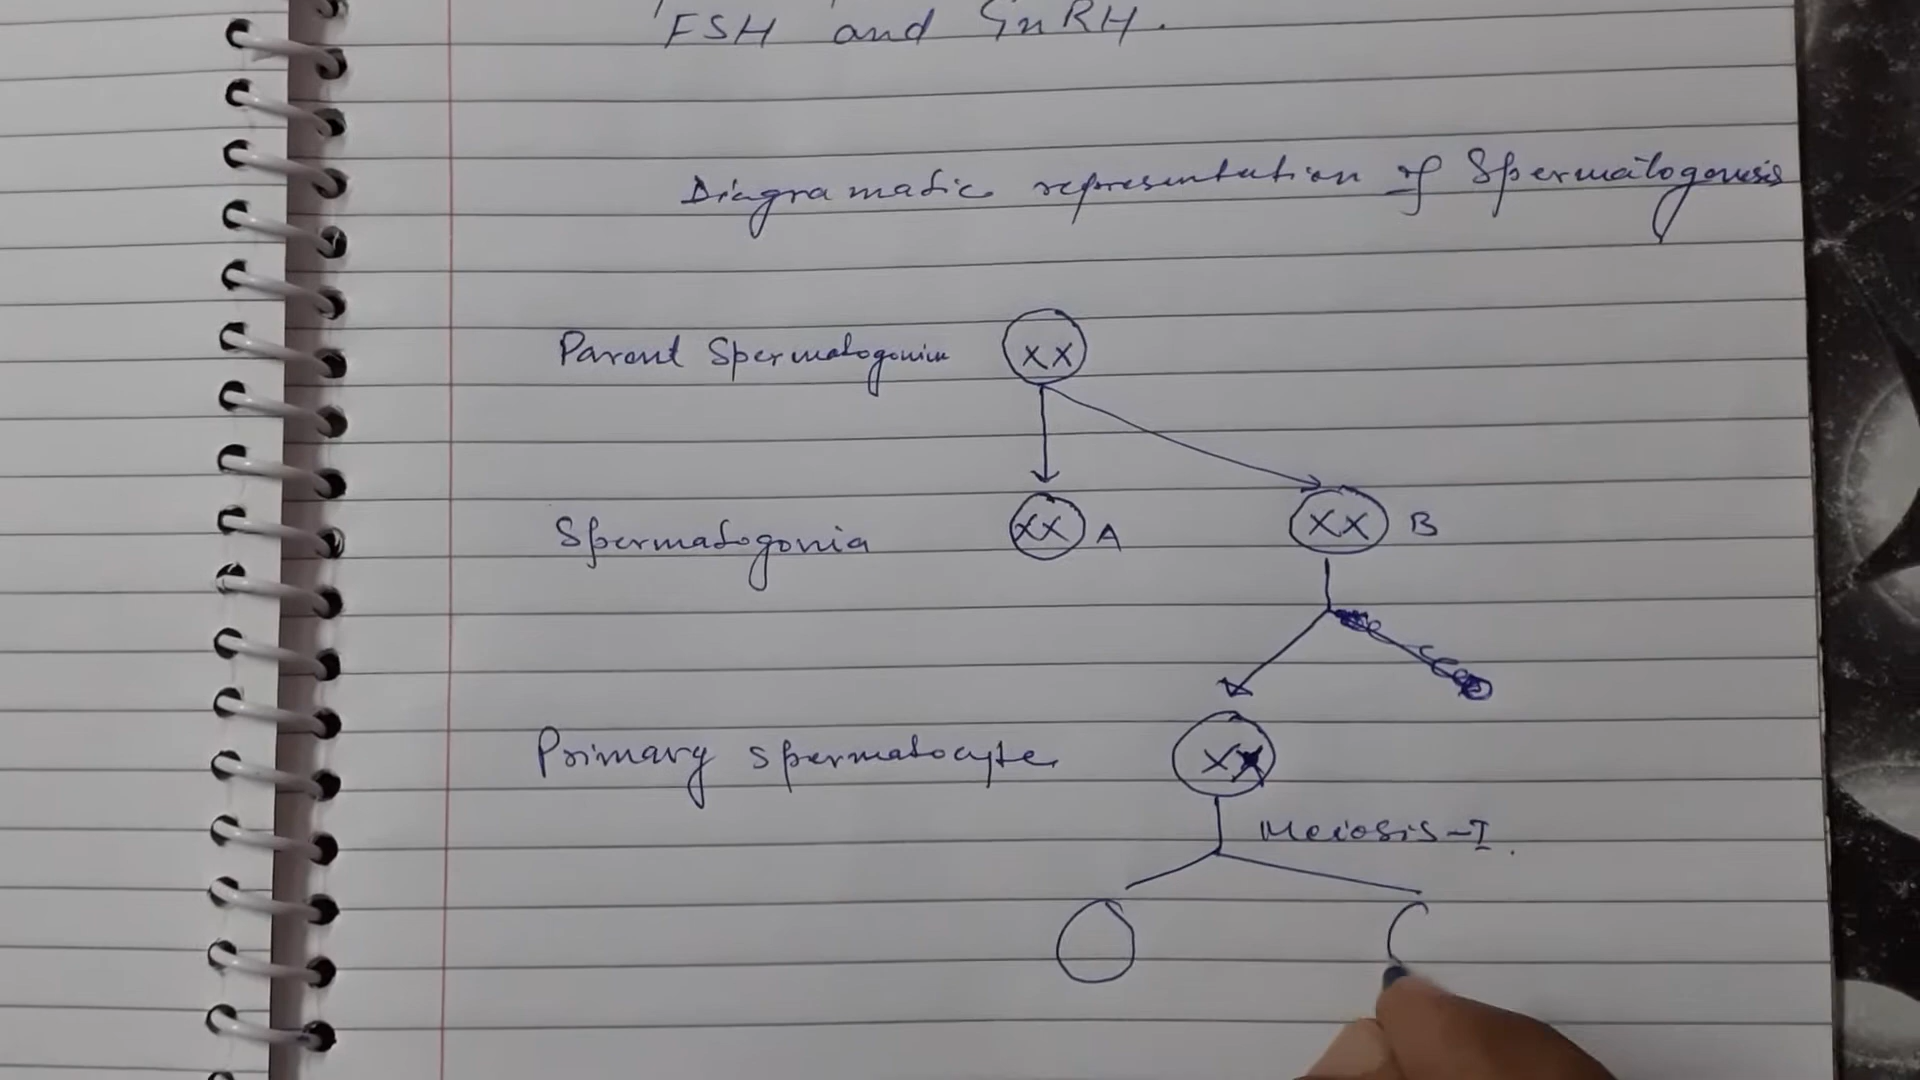 FSH and GnRH.
Diagramatic representation of Spermatogenesis
Parent Spermatogonium
XX
Spermatogonia
XX A
XX B
Primary spermatocyte
XX
Meiosis-I.